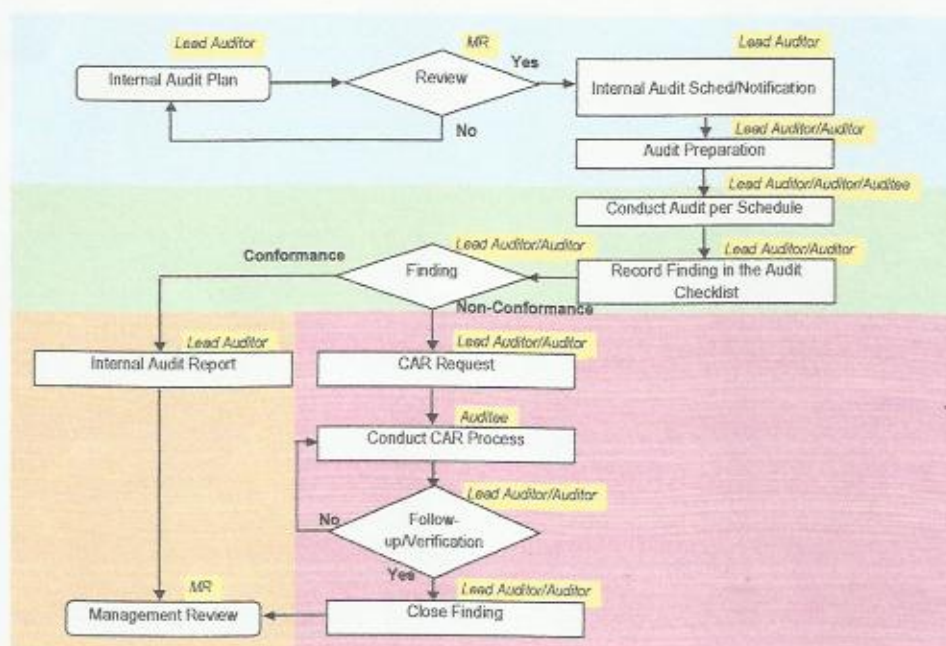 Lead Auditor
MR
Lead Auditor
Internal Audit Plan
Review
Yes
Internal Audit Sched/Notification
No
Lead Auditor/Auditor
Audit Preparation
Lead Auditor/Auditor/Auditee
Conduct Audit per Schedule
Conformance
Lead Auditor/Auditor
Lead Auditor/Auditor
Finding
Record Finding in the Audit
Checklist
Non-Conformance
Lead Auditor
Lead Auditor/Auditor
Internal Audit Report
CAR Request
Auditee
Conduct CAR Process
Lead Auditor/Auditor
No
Follow-
up/Verification
Yes
MR
Lead Auditor/Auditor
Management Review
Close Finding